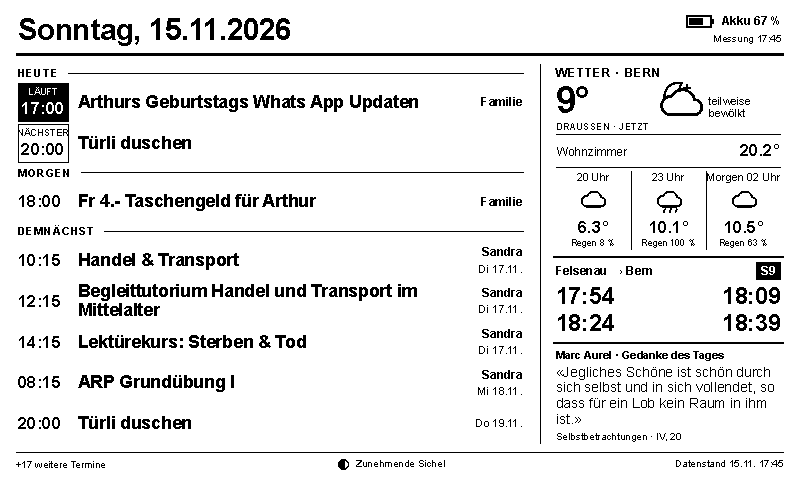 Sonntag, 15.11.2026
Akku 67 %
Messung 17:45
HEUTE
LÄUFT
17:00 Arthurs Geburtstags Whats App Updaten Familie
NÄCHSTER
20:00 Türli duschen
MORGEN
18:00 Fr 4.- Taschengeld für Arthur Familie
DEMNÄCHST
10:15 Handel & Transport Sandra
Di 17.11.
12:15 Begleittutorium Handel und Transport im
Mittelalter
Sandra
Di 17.11.
14:15 Lektürekurs: Sterben & Tod Sandra
Di 17.11.
08:15 ARP Grundübung I Sandra
Mi 18.11.
20:00 Türli duschen Do 19.11.
WETTER · BERN
9°
teilweise
bewölkt
DRAUSSEN · JETZT
Wohnzimmer 20.2°
20 Uhr 23 Uhr Morgen 02 Uhr
6.3° 10.1° 10.5°
Regen 8 % Regen 100 % Regen 63 %
Felsenau › Bern S9
17:54 18:09
18:24 18:39
Marc Aurel · Gedanke des Tages
«Jegliches Schöne ist schön durch
sich selbst und in sich vollendet, so
dass für ein Lob kein Raum in ihm
ist.»
Selbstbetrachtungen · IV, 20
+17 weitere Termine Zunehmende Sichel Datenstand 15.11. 17:45